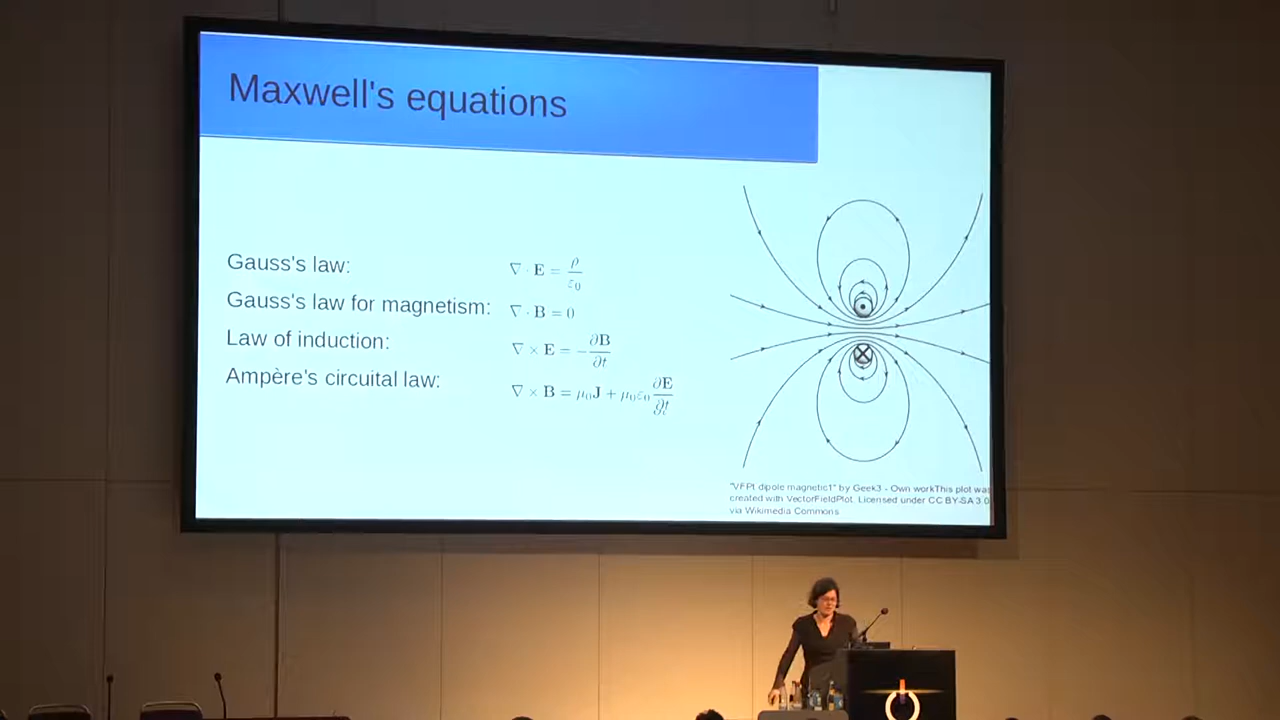 Maxwell's equations
Gauss's law: ∇ · E = ρ/ε₀
Gauss's law for magnetism: ∇ · B = 0
Law of induction: ∇ × E = −∂B/∂t
Ampère's circuital law: ∇ × B = μ₀J + μ₀ε₀ ∂E/∂t
"VFPt dipole magnetic1" by Geek3 - Own workThis plot was
created with VectorFieldPlot. Licensed under CC BY-SA 3.0
via Wikimedia Commons